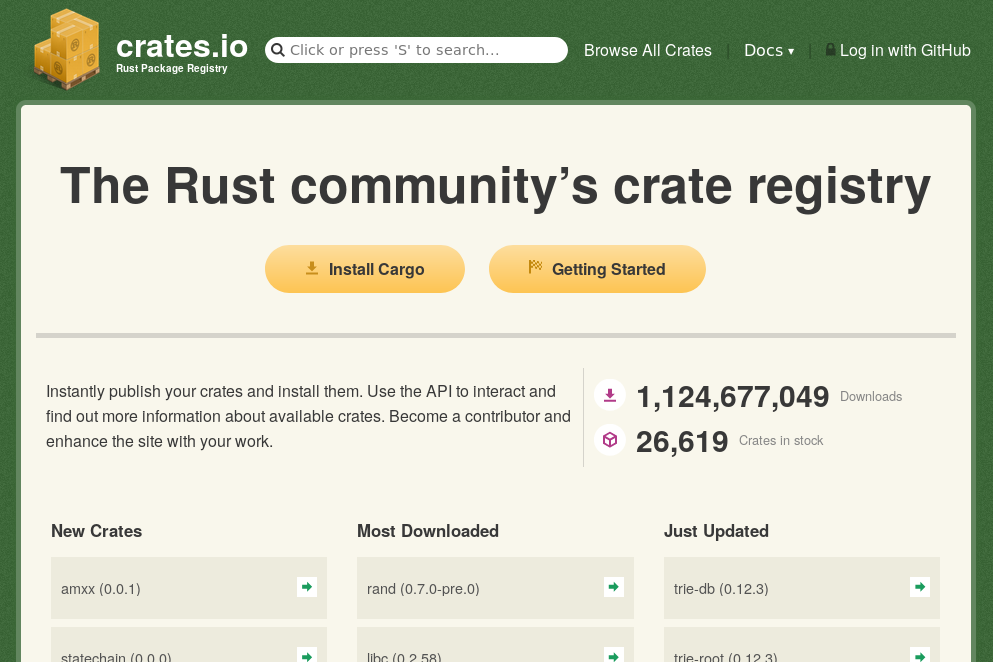 crates.io
Rust Package Registry
Click or press 'S' to search...
Browse All Crates | Docs ▾ | Log in with GitHub
The Rust community’s crate registry
Install Cargo
Getting Started
Instantly publish your crates and install them. Use the API to interact and
find out more information about available crates. Become a contributor and
enhance the site with your work.
1,124,677,049 Downloads
26,619 Crates in stock
New Crates
amxx (0.0.1)
statechain (0.0.0)
Most Downloaded
rand (0.7.0-pre.0)
libc (0.2.58)
Just Updated
trie-db (0.12.3)
trie-root (0.12.3)